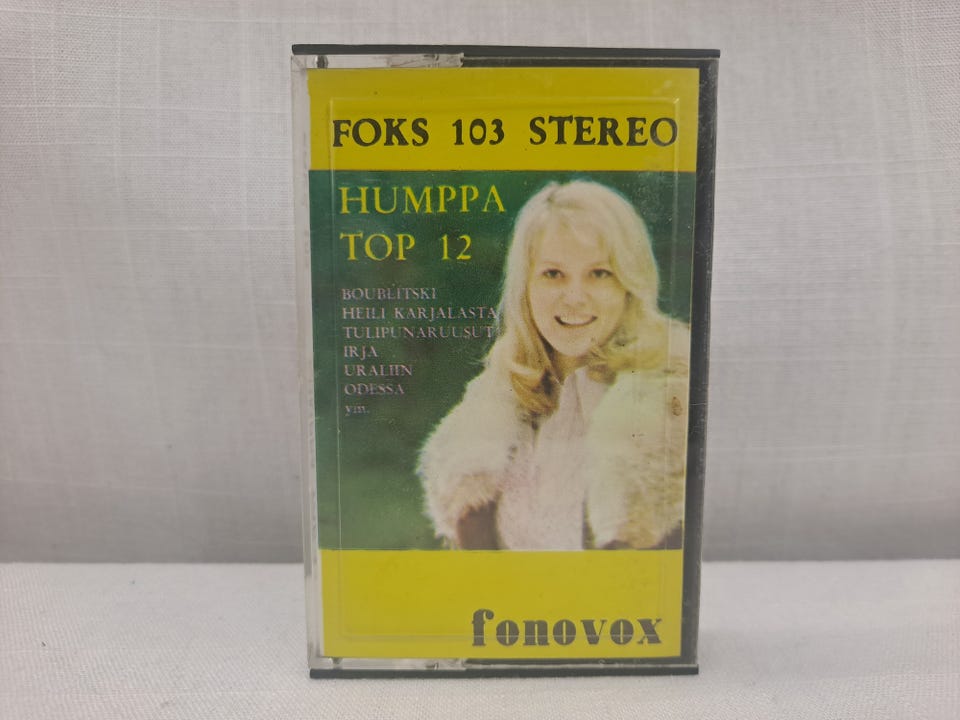 FOKS 103 STEREO
HUMPPA
TOP 12
BOUBLITSKI
HEILI KARJALASTA
TULIPUNARUUSUT
IRJA
URALIIN
ODESSA
ym.
fonovox